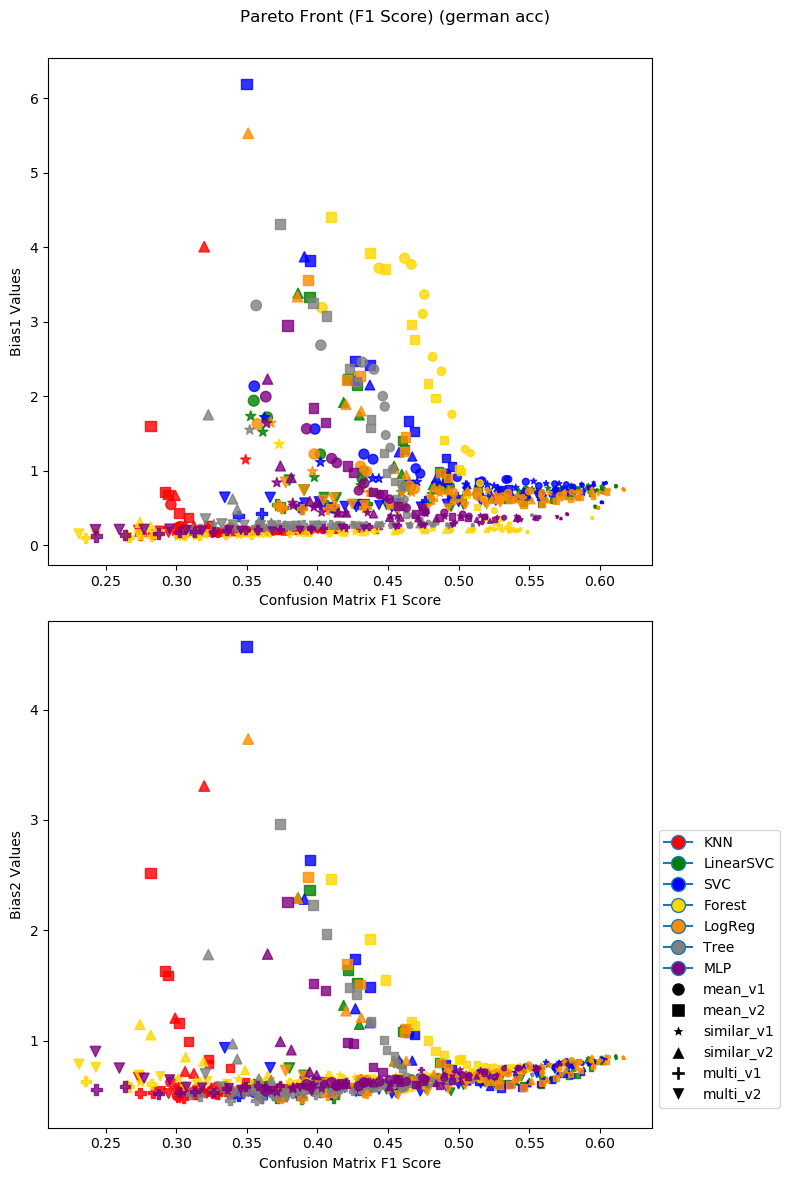 Pareto Front (F1 Score) (german acc)
6
5
4
3
2
1
0
Bias1 Values
0.25 0.30 0.35 0.40 0.45 0.50 0.55 0.60
Confusion Matrix F1 Score
4
3
2
1
Bias2 Values
0.25 0.30 0.35 0.40 0.45 0.50 0.55 0.60
Confusion Matrix F1 Score
KNN
LinearSVC
SVC
Forest
LogReg
Tree
MLP
mean_v1
mean_v2
similar_v1
similar_v2
multi_v1
multi_v2